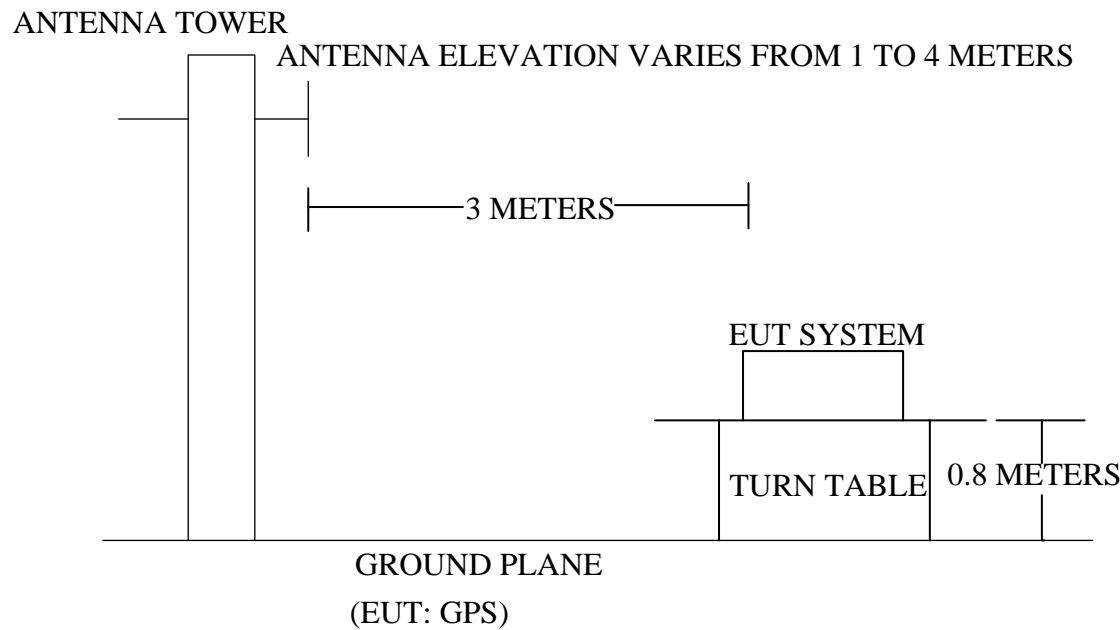 ANTENNA TOWER
ANTENNA ELEVATION VARIES FROM 1 TO 4 METERS
3 METERS
EUT SYSTEM
TURN TABLE
0.8 METERS
GROUND PLANE
(EUT: GPS)